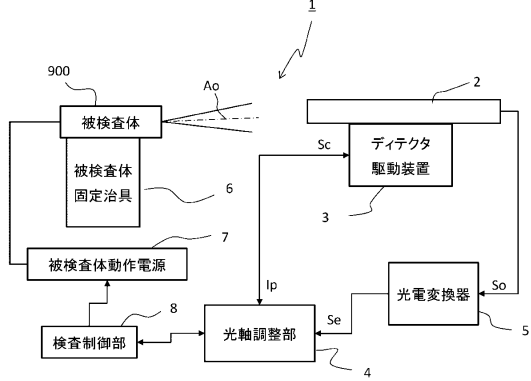 1
900
Ao
2
被検査体
ディテクタ
駆動装置
Sc
被検査体
固定治具
6
3
7
被検査体動作電源
Ip
光電変換器
So
8
5
検査制御部
光軸調整部
Se
4